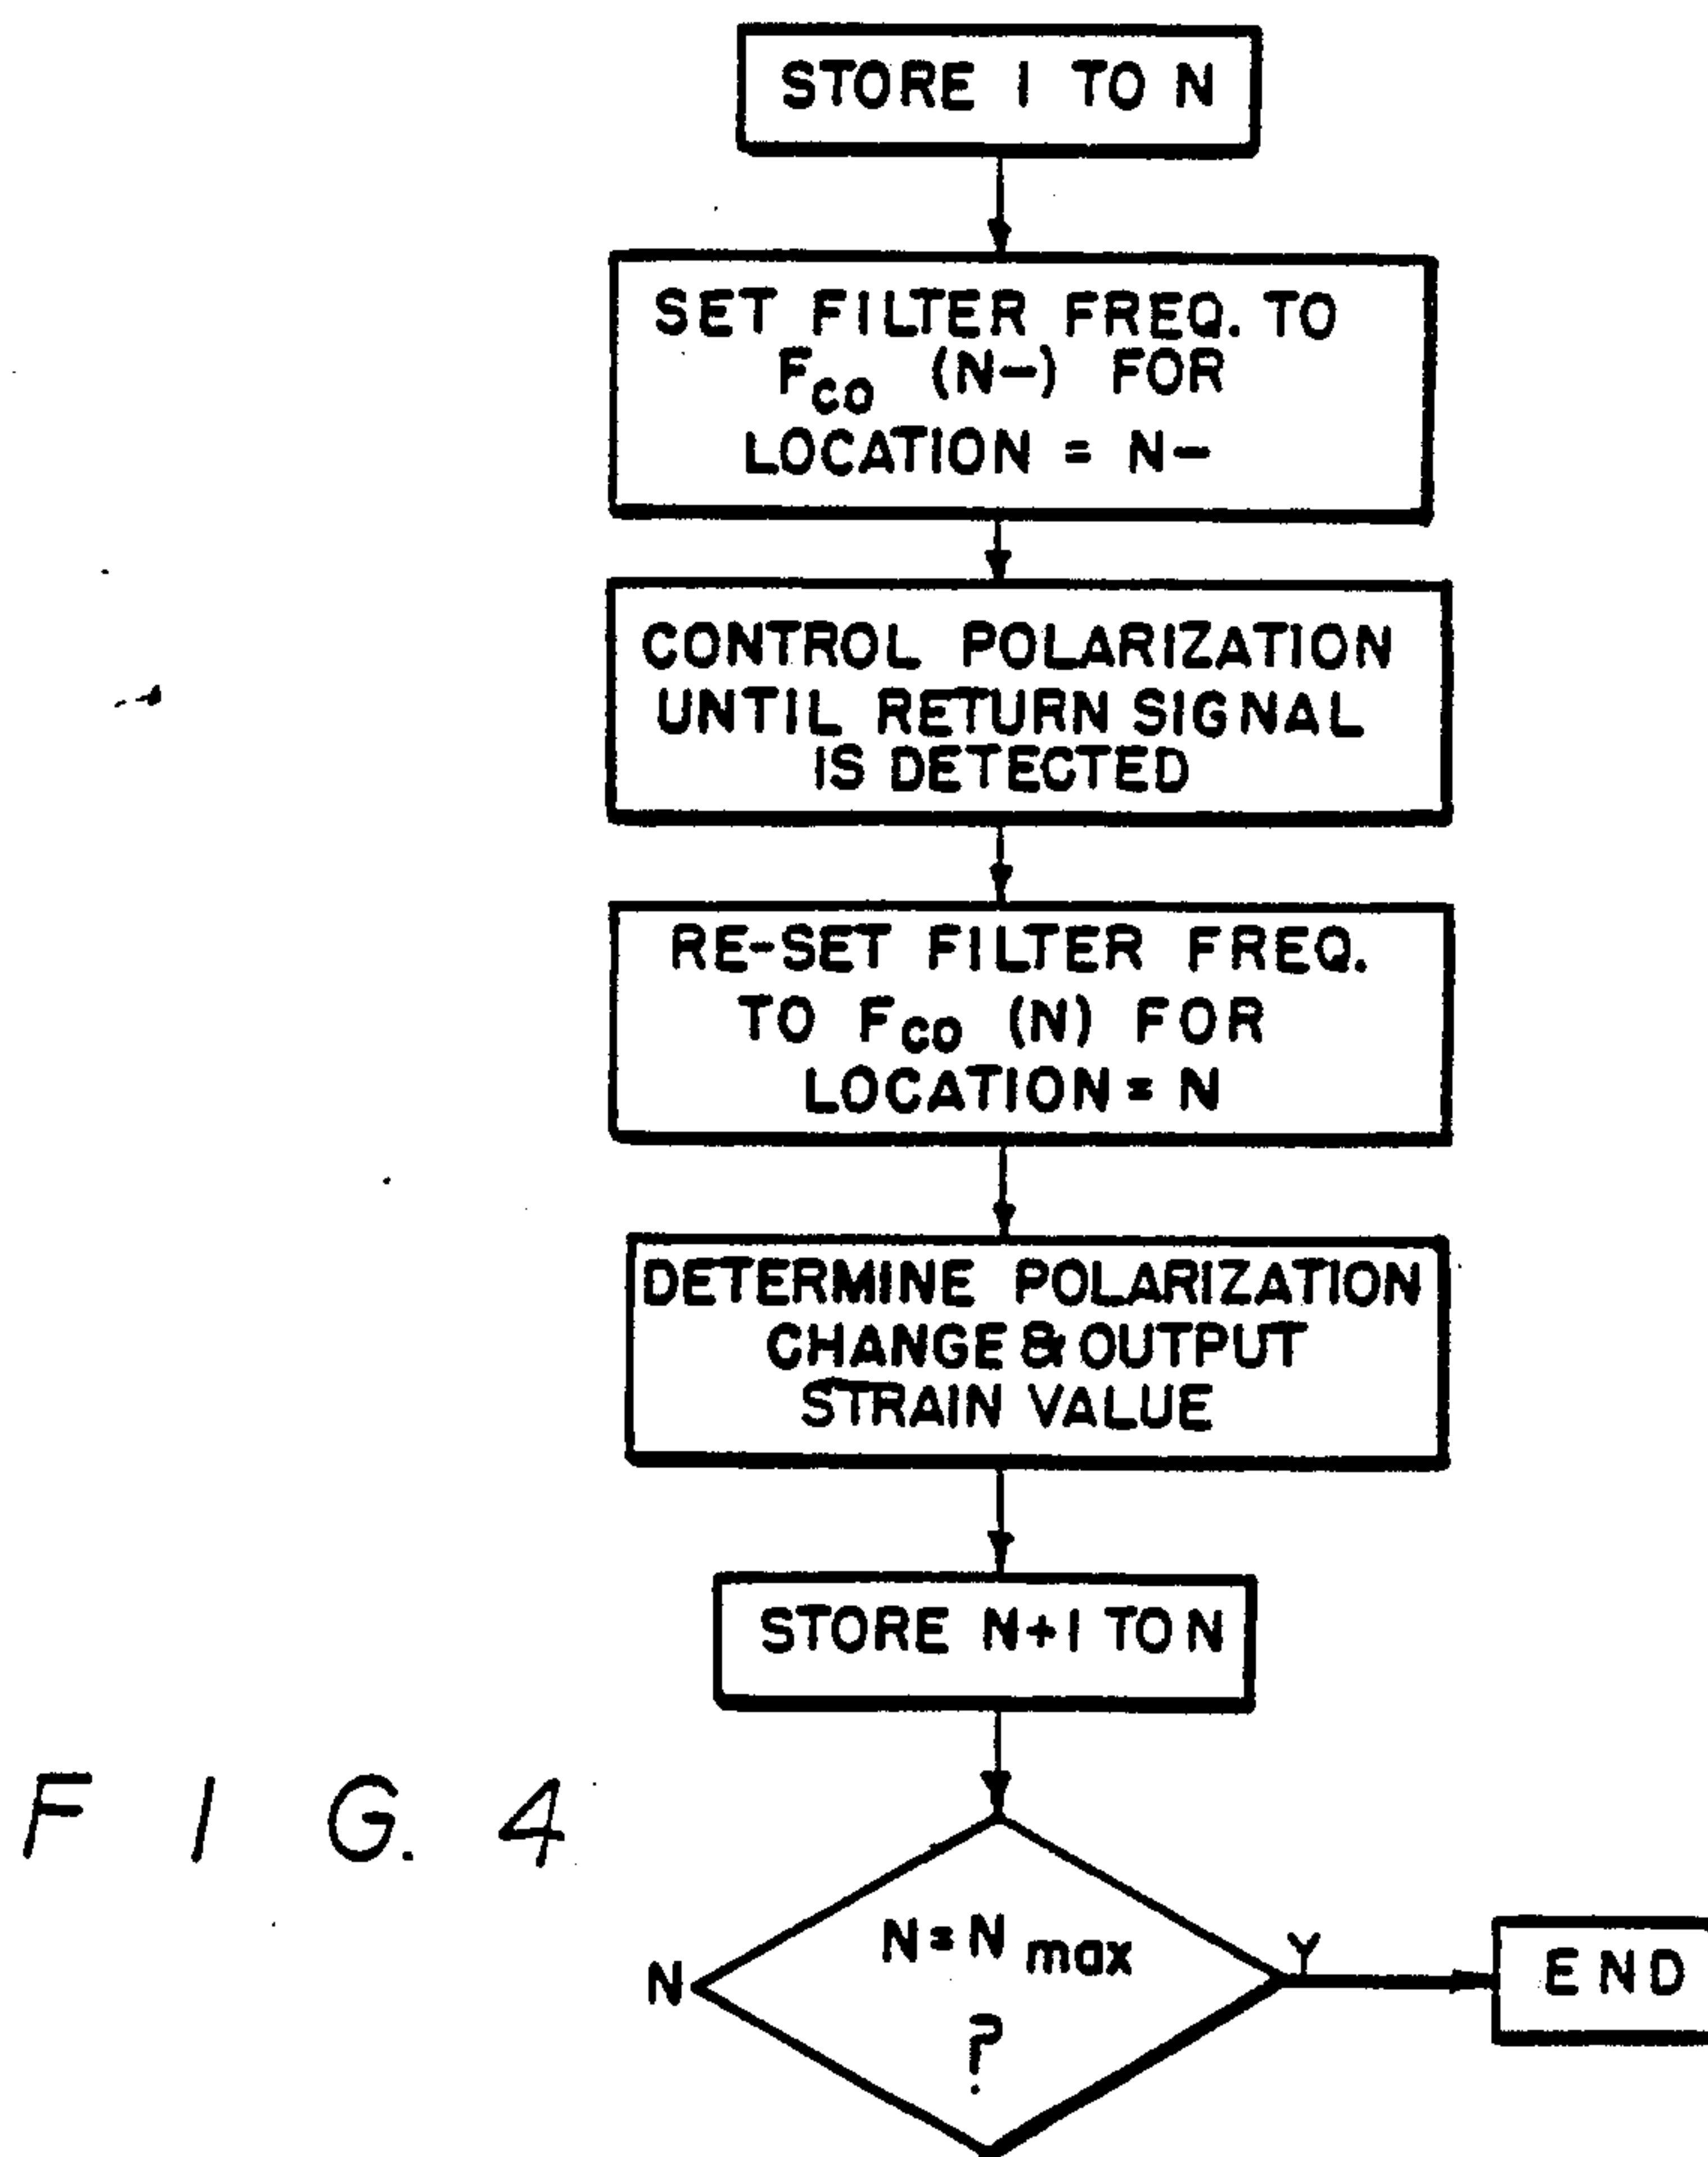 STORE 1 TO N
SET FILTER FREQ. TO
Fco (N-) FOR
LOCATION = N-
CONTROL POLARIZATION
UNTIL RETURN SIGNAL
IS DETECTED
RE-SET FILTER FREQ.
TO Fco (N) FOR
LOCATION = N
DETERMINE POLARIZATION
CHANGE & OUTPUT
STRAIN VALUE
STORE N+1 TO N
FIG. 4
N = N max
?
N
Y
END